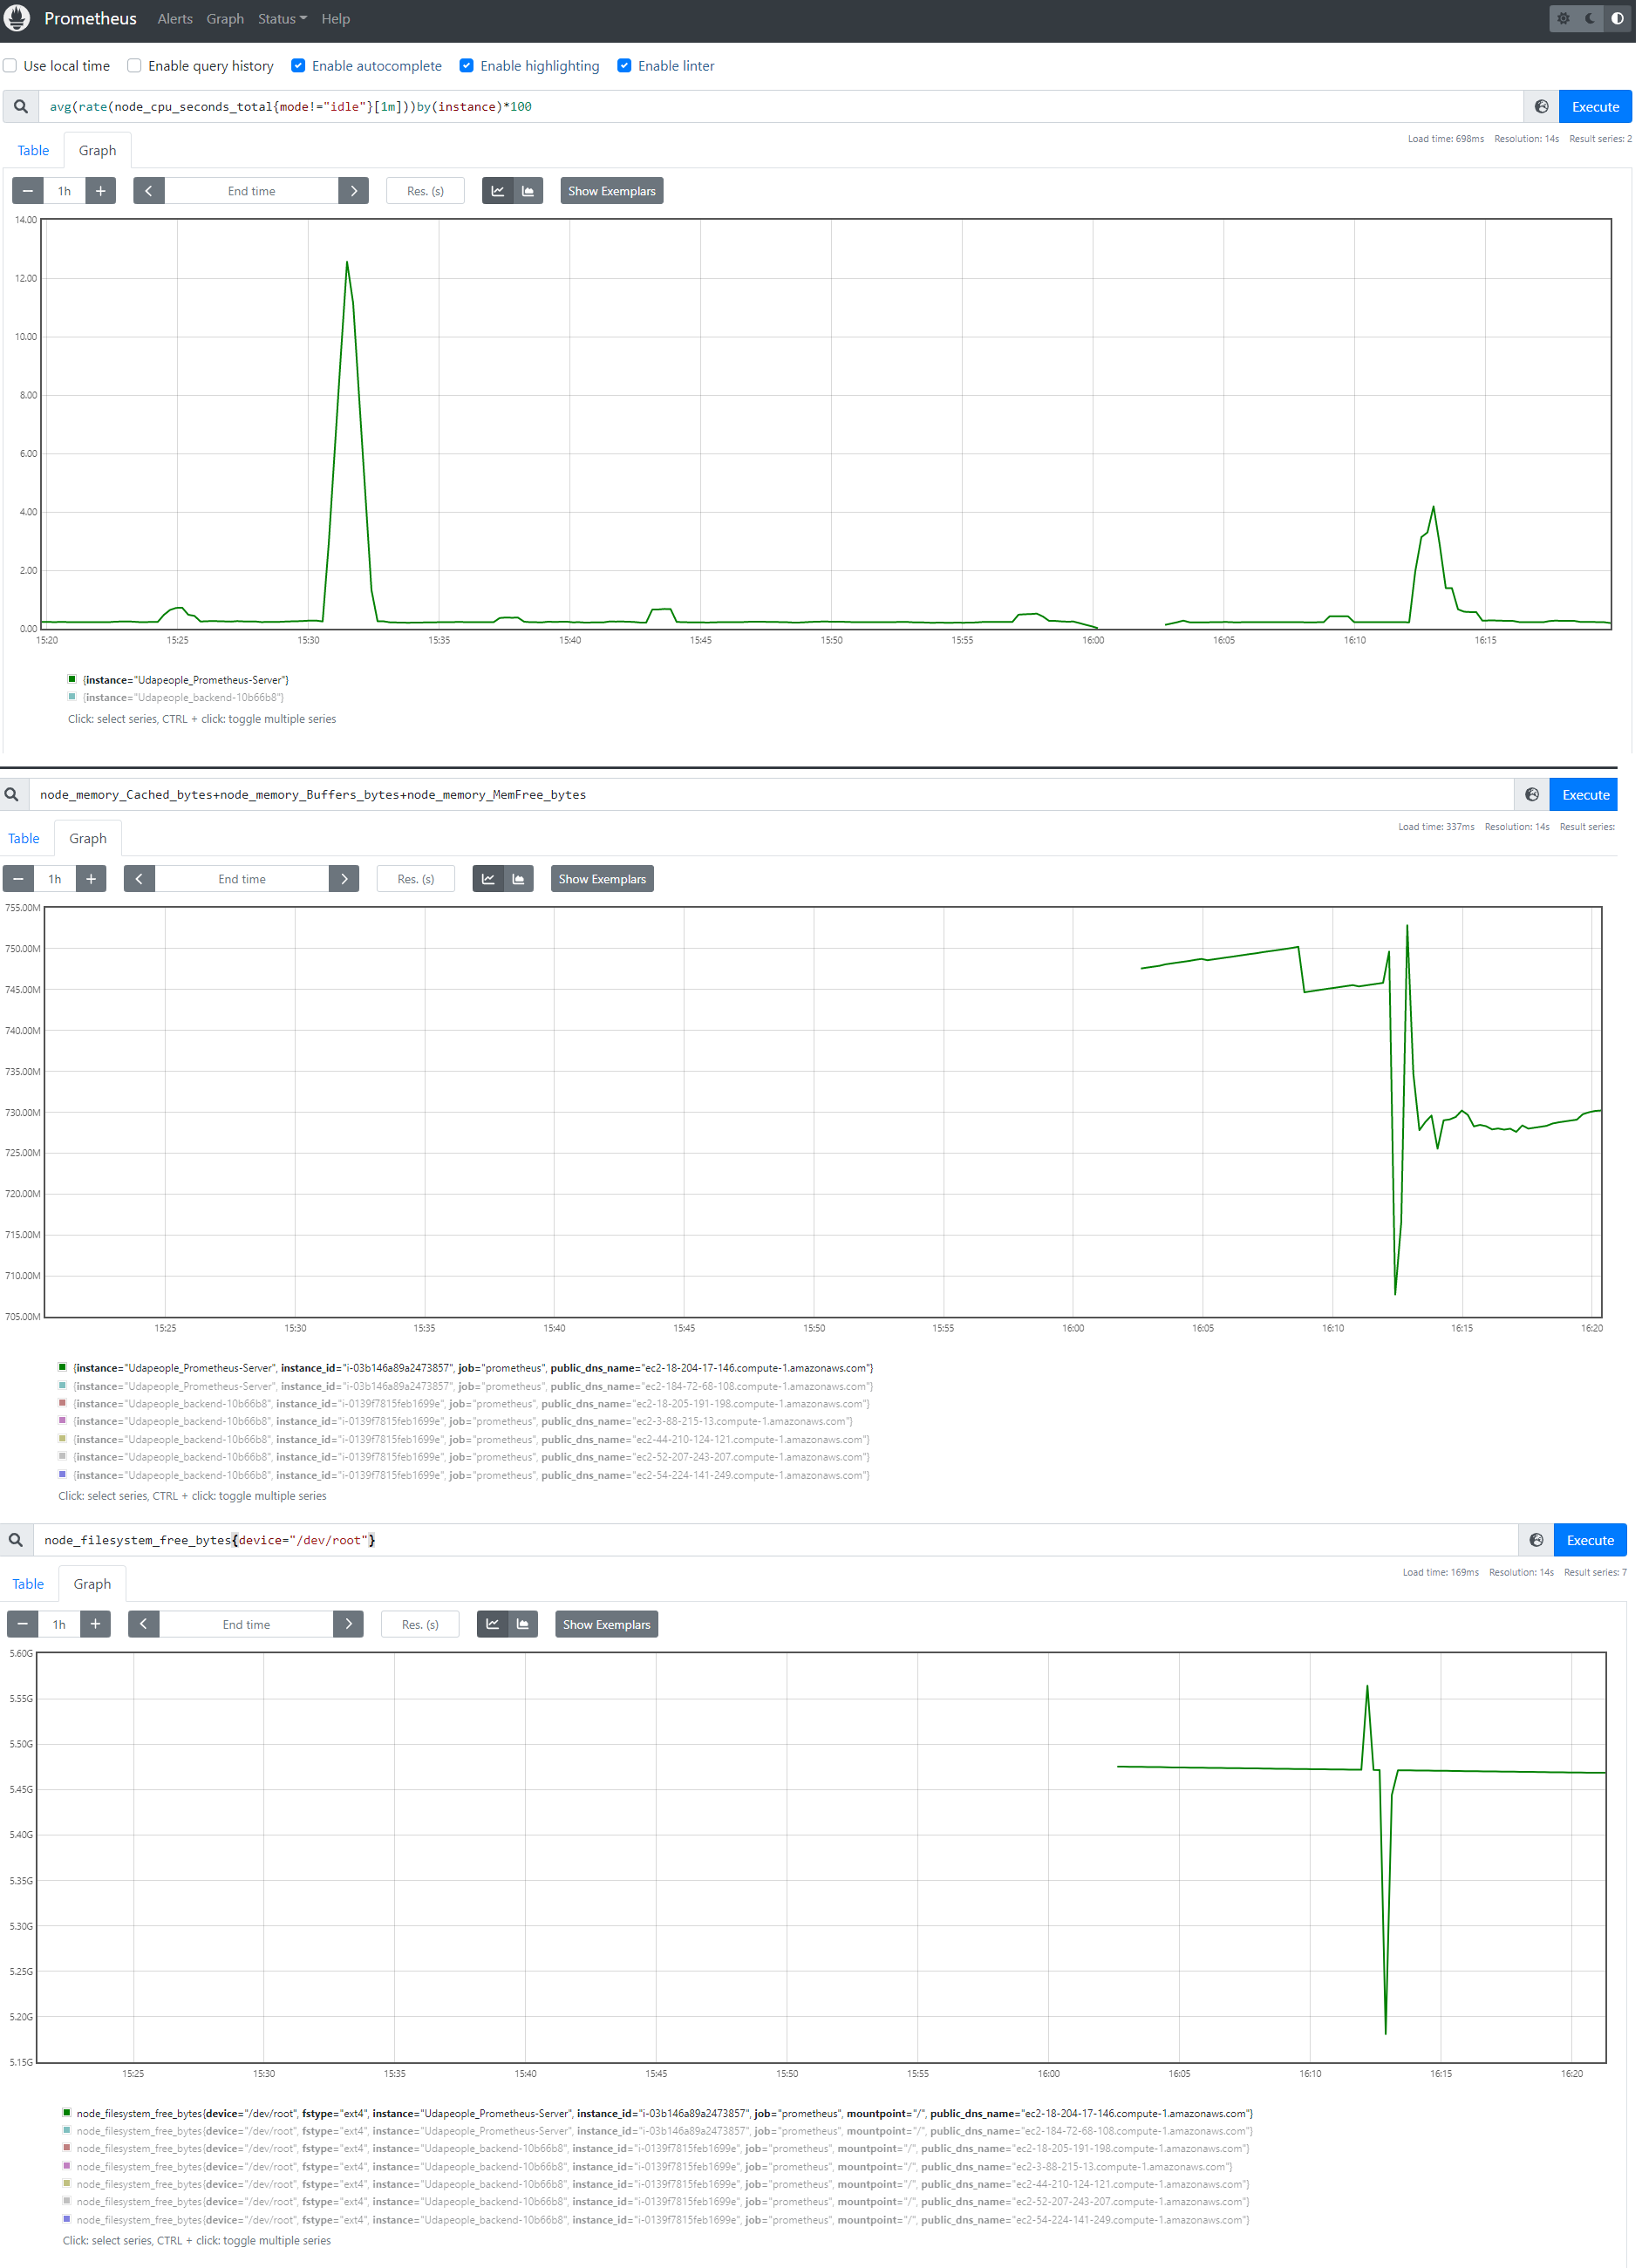 Prometheus Alerts Graph Status Help
Use local time Enable query history Enable autocomplete Enable highlighting Enable linter
avg(rate(node_cpu_seconds_total{mode!="idle"}[1m]))by(instance)*100 Execute
Load time: 698ms Resolution: 14s Result series: 2
Table Graph
1h End time Res. (s) Show Exemplars
14.00
12.00
10.00
8.00
6.00
4.00
2.00
0.00
15:20 15:25 15:30 15:35 15:40 15:45 15:50 15:55 16:00 16:05 16:10 16:15
{instance="Udapeople_Prometheus-Server"}
{instance="Udapeople_backend-10b66b8"}
Click: select series, CTRL + click: toggle multiple series
node_memory_Cached_bytes+node_memory_Buffers_bytes+node_memory_MemFree_bytes Execute
Load time: 337ms Resolution: 14s Result series:
Table Graph
1h End time Res. (s) Show Exemplars
755.00M
750.00M
745.00M
740.00M
735.00M
730.00M
725.00M
720.00M
715.00M
710.00M
705.00M
15:25 15:30 15:35 15:40 15:45 15:50 15:55 16:00 16:05 16:10 16:15 16:20
{instance="Udapeople_Prometheus-Server", instance_id="i-03b146a89a2473857", job="prometheus", public_dns_name="ec2-18-204-17-146.compute-1.amazonaws.com"}
{instance="Udapeople_Prometheus-Server", instance_id="i-03b146a89a2473857", job="prometheus", public_dns_name="ec2-184-72-68-108.compute-1.amazonaws.com"}
{instance="Udapeople_backend-10b66b8", instance_id="i-0139f7815feb1699e", job="prometheus", public_dns_name="ec2-18-205-191-198.compute-1.amazonaws.com"}
{instance="Udapeople_backend-10b66b8", instance_id="i-0139f7815feb1699e", job="prometheus", public_dns_name="ec2-3-88-215-13.compute-1.amazonaws.com"}
{instance="Udapeople_backend-10b66b8", instance_id="i-0139f7815feb1699e", job="prometheus", public_dns_name="ec2-44-210-124-121.compute-1.amazonaws.com"}
{instance="Udapeople_backend-10b66b8", instance_id="i-0139f7815feb1699e", job="prometheus", public_dns_name="ec2-52-207-243-207.compute-1.amazonaws.com"}
{instance="Udapeople_backend-10b66b8", instance_id="i-0139f7815feb1699e", job="prometheus", public_dns_name="ec2-54-224-141-249.compute-1.amazonaws.com"}
Click: select series, CTRL + click: toggle multiple series
node_filesystem_free_bytes{device="/dev/root"} Execute
Load time: 169ms Resolution: 14s Result series: 7
Table Graph
1h End time Res. (s) Show Exemplars
5.60G
5.55G
5.50G
5.45G
5.40G
5.35G
5.30G
5.25G
5.20G
5.15G
15:25 15:30 15:35 15:40 15:45 15:50 15:55 16:00 16:05 16:10 16:15 16:20
node_filesystem_free_bytes{device="/dev/root", fstype="ext4", instance="Udapeople_Prometheus-Server", instance_id="i-03b146a89a2473857", job="prometheus", mountpoint="/", public_dns_name="ec2-18-204-17-146.compute-1.amazonaws.com"}
node_filesystem_free_bytes{device="/dev/root", fstype="ext4", instance="Udapeople_Prometheus-Server", instance_id="i-03b146a89a2473857", job="prometheus", mountpoint="/", public_dns_name="ec2-184-72-68-108.compute-1.amazonaws.com"}
node_filesystem_free_bytes{device="/dev/root", fstype="ext4", instance="Udapeople_backend-10b66b8", instance_id="i-0139f7815feb1699e", job="prometheus", mountpoint="/", public_dns_name="ec2-18-205-191-198.compute-1.amazonaws.com"}
node_filesystem_free_bytes{device="/dev/root", fstype="ext4", instance="Udapeople_backend-10b66b8", instance_id="i-0139f7815feb1699e", job="prometheus", mountpoint="/", public_dns_name="ec2-3-88-215-13.compute-1.amazonaws.com"}
node_filesystem_free_bytes{device="/dev/root", fstype="ext4", instance="Udapeople_backend-10b66b8", instance_id="i-0139f7815feb1699e", job="prometheus", mountpoint="/", public_dns_name="ec2-44-210-124-121.compute-1.amazonaws.com"}
node_filesystem_free_bytes{device="/dev/root", fstype="ext4", instance="Udapeople_backend-10b66b8", instance_id="i-0139f7815feb1699e", job="prometheus", mountpoint="/", public_dns_name="ec2-52-207-243-207.compute-1.amazonaws.com"}
node_filesystem_free_bytes{device="/dev/root", fstype="ext4", instance="Udapeople_backend-10b66b8", instance_id="i-0139f7815feb1699e", job="prometheus", mountpoint="/", public_dns_name="ec2-54-224-141-249.compute-1.amazonaws.com"}
Click: select series, CTRL + click: toggle multiple series